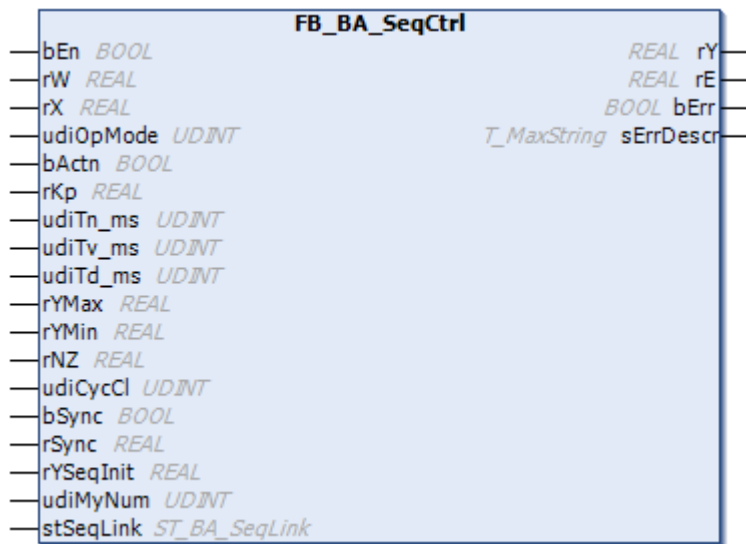 FB_BA_SeqCtrl
bEn BOOL REAL rY
rW REAL REAL rE
rX REAL BOOL bErr
udiOpMode UDINT T_MaxString sErrDescr
bActn BOOL
rKp REAL
udiTn_ms UDINT
udiTv_ms UDINT
udiTd_ms UDINT
rYMax REAL
rYMin REAL
rNZ REAL
udiCycCl UDINT
bSync BOOL
rSync REAL
rYSeqInit REAL
udiMyNum UDINT
stSeqLink ST_BA_SeqLink